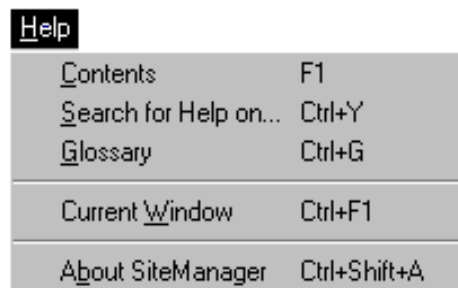 Help
Contents F1
Search for Help on... Ctrl+Y
Glossary Ctrl+G
Current Window Ctrl+F1
About SiteManager Ctrl+Shift+A